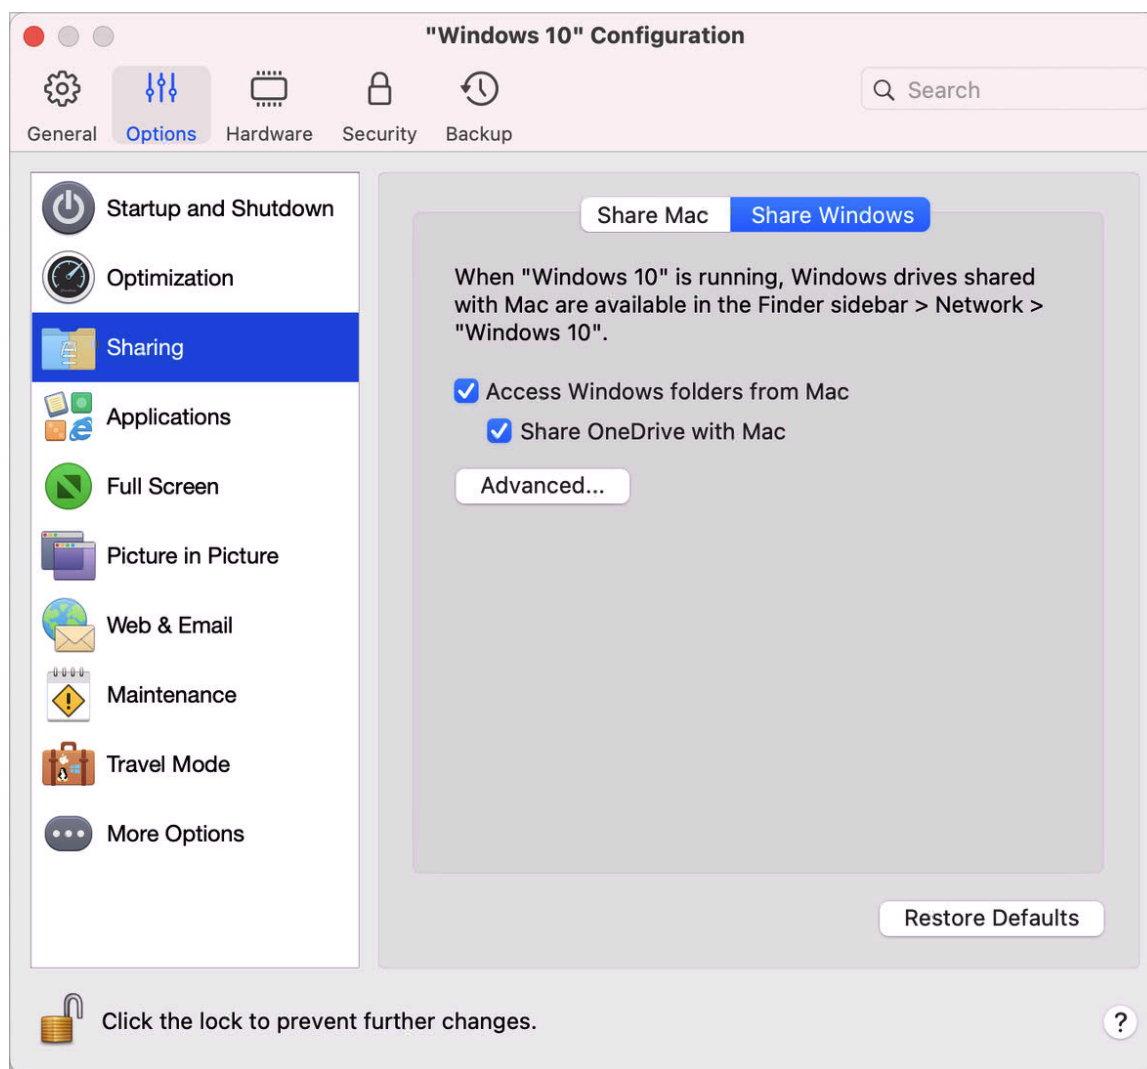 "Windows 10" Configuration
General Options Hardware Security Backup
Search
Startup and Shutdown
Optimization
Sharing
Applications
Full Screen
Picture in Picture
Web & Email
Maintenance
Travel Mode
More Options
Share Mac Share Windows
When "Windows 10" is running, Windows drives shared
with Mac are available in the Finder sidebar > Network >
"Windows 10".
Access Windows folders from Mac
Share OneDrive with Mac
Advanced...
Restore Defaults
Click the lock to prevent further changes.
?